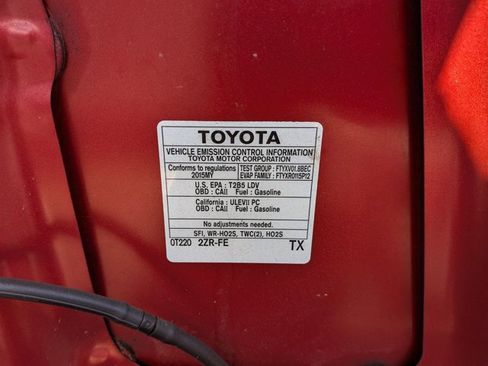 TOYOTA
VEHICLE EMISSION CONTROL INFORMATION
TOYOTA MOTOR CORPORATION
Conforms to regulations
2015MY
TEST GROUP : FTYXV01.8BEC
EVAP FAMILY : FTYXR0115P12
U.S. EPA : T2B5 LDV
OBD : CAII Fuel : Gasoline
California : ULEVII PC
OBD : CAII Fuel : Gasoline
No adjustments needed.
SFI, WR-HO2S, TWC(2), HO2S
0T220 2ZR-FE TX